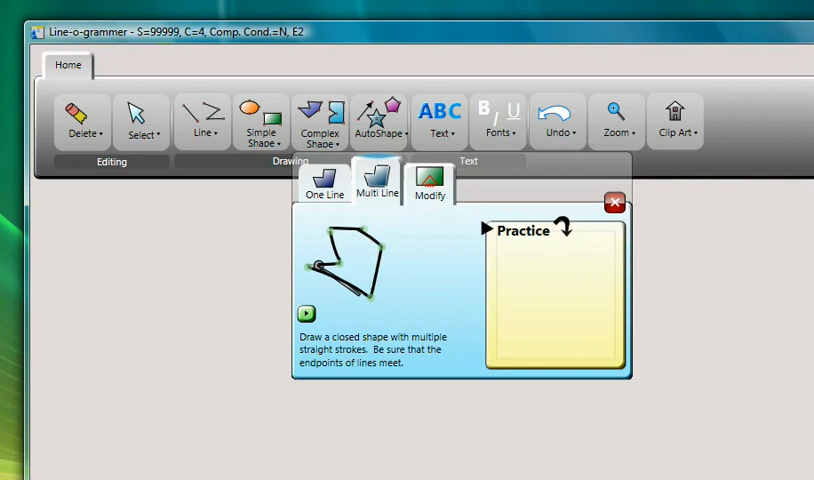 Line-o-grammer - S=99999, C=4, Comp. Cond.=N, E2
Home
Delete
Select
Line
Simple
Shape
Complex
Shape
AutoShape
ABC
Text
B I U
Fonts
Undo
Zoom
Clip Art
Editing
Drawing
Text
One Line
Multi Line
Modify
Practice
Draw a closed shape with multiple
straight strokes. Be sure that the
endpoints of lines meet.